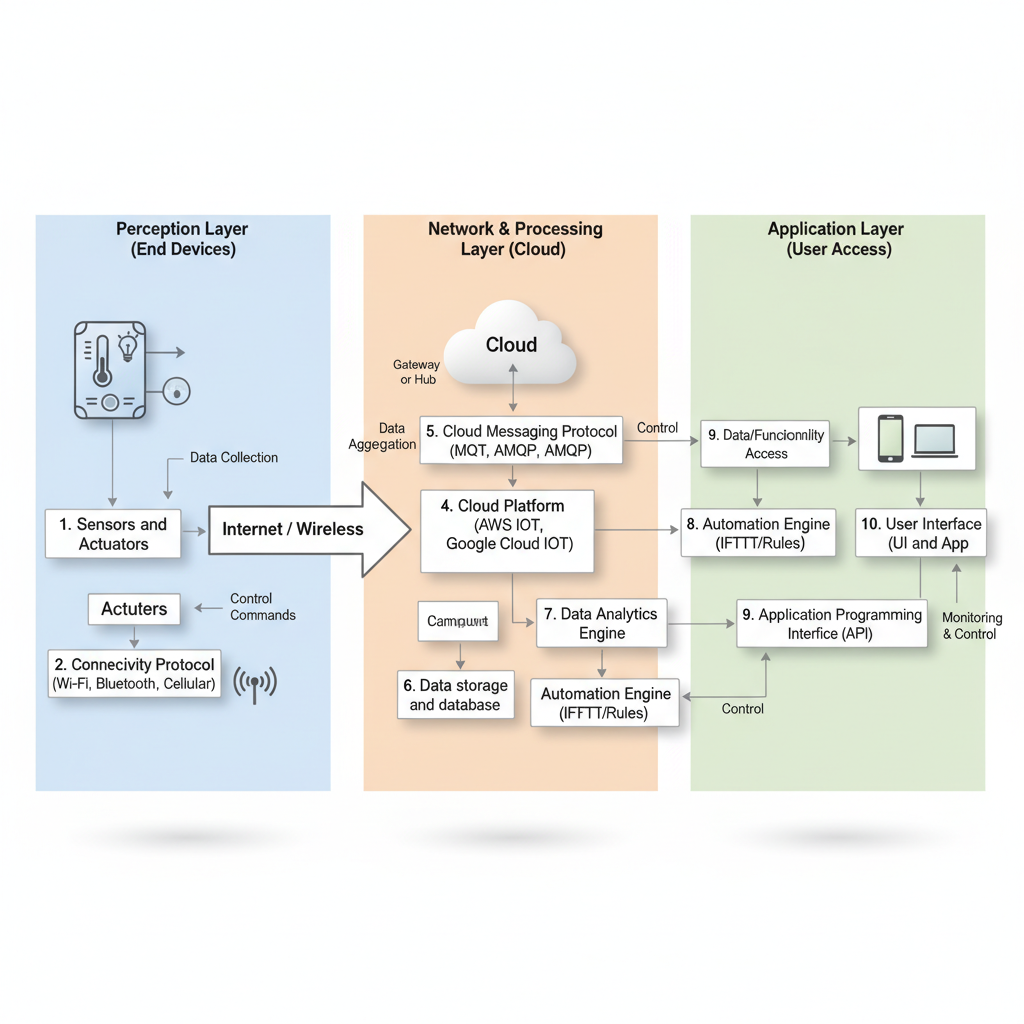 Perception Layer
(End Devices)
Data Collection
1. Sensors and
Actuators
Internet / Wireless
Actuters
Control
Commands
2. Connecivity Protocol
(Wi-Fi, Bluetooth, Cellular)
Network & Processing
Layer (Cloud)
Cloud
Gateway
or Hub
Data
Aggegation
5. Cloud Messaging Protocol
(MQT, AMQP, AMQP)
Control
4. Cloud Platform
(AWS IOT,
Google Cloud IOT)
7. Data Analytics
Engine
6. Data storage
and database
Automation Engine
(IFFTT/Rules)
Control
Application Layer
(User Access)
9. Data/Funcionnlity
Access
8. Automation Engine
(IFTTT/Rules)
10. User Interface
(UI and App
9. Application Programming
Interfice (API)
Monitoring
& Control